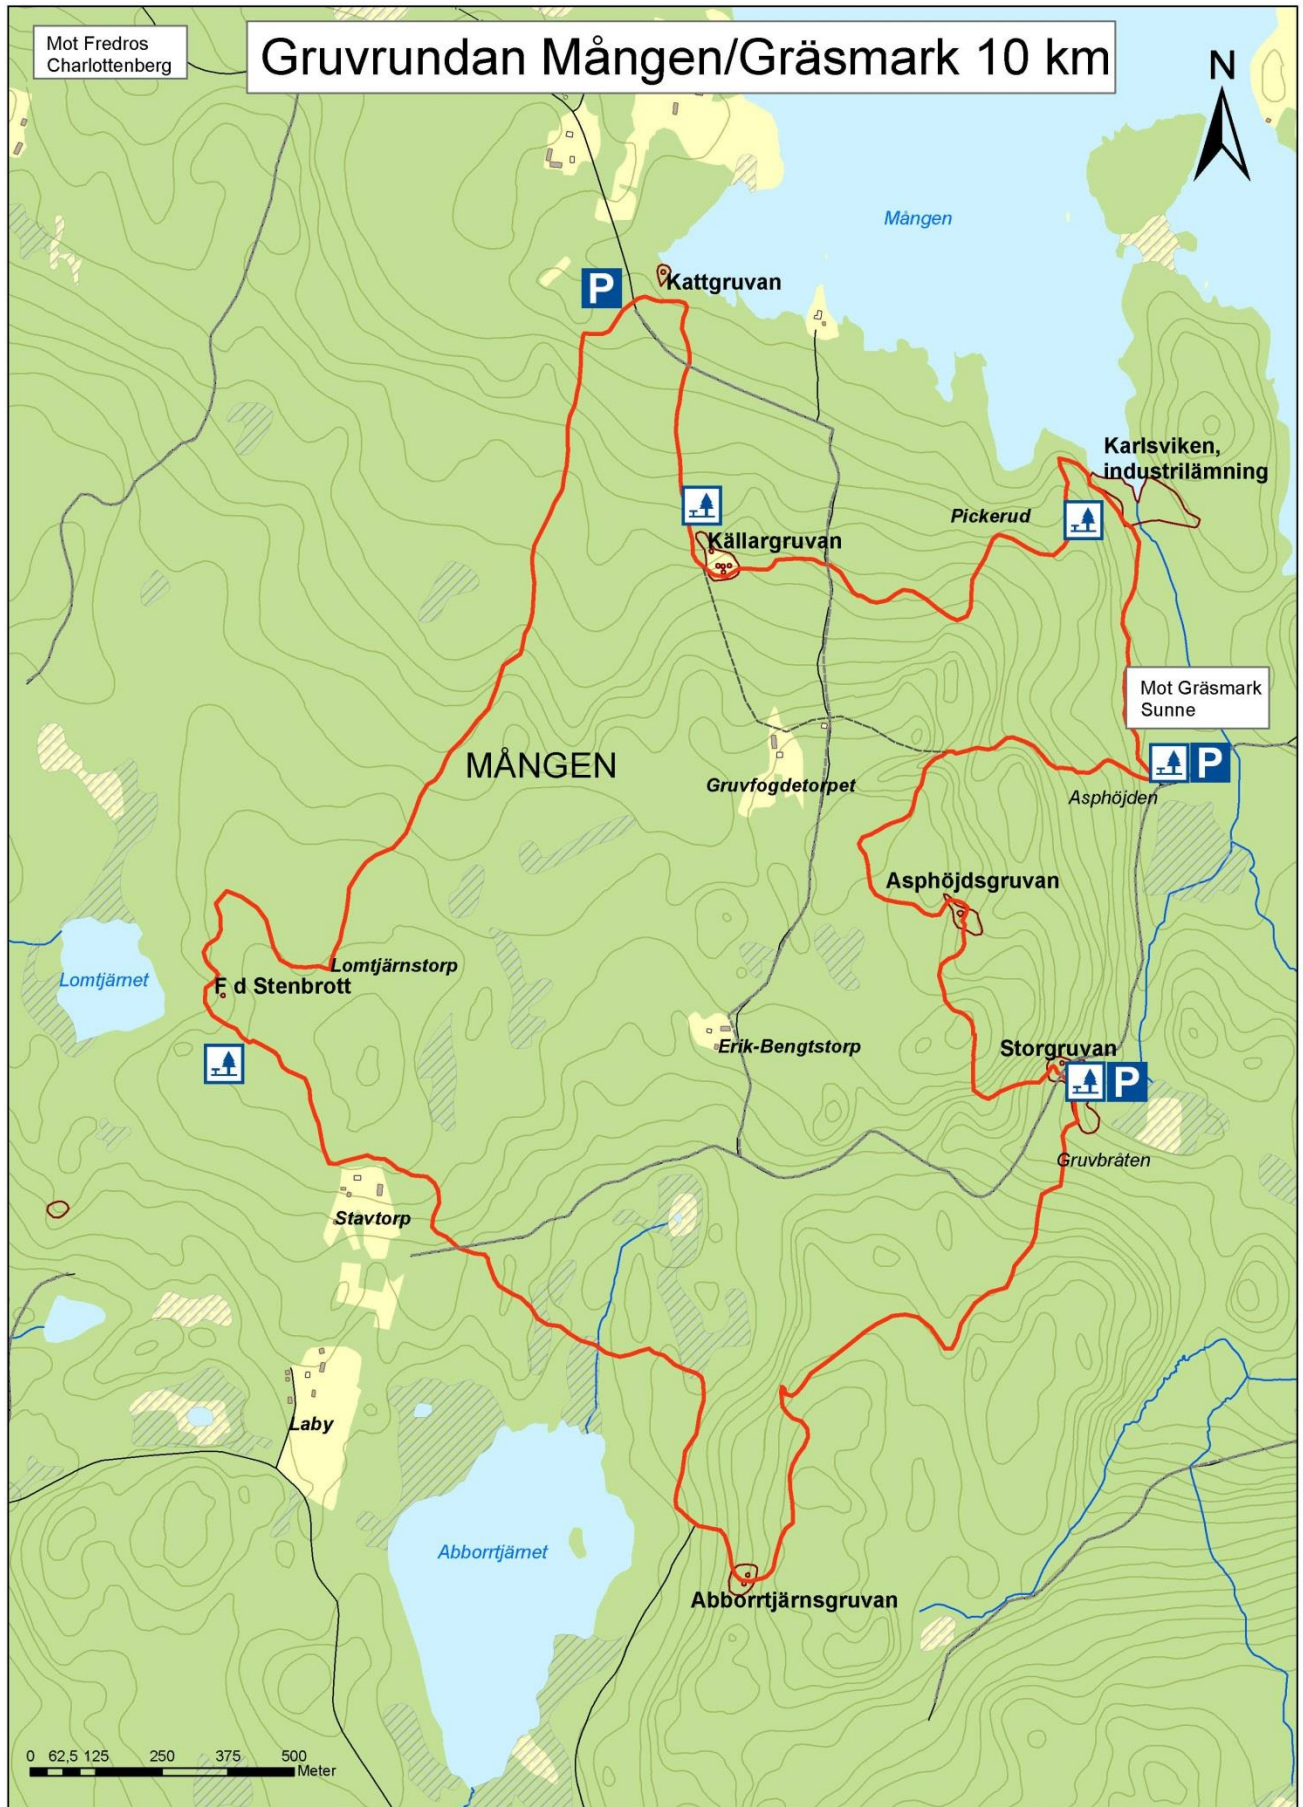 Mot Fredros
Charlottenberg
Gruvrundan Mången/Gräsmark 10 km
N
Mången
P
Kattgruvan
Karlsviken,
industrilämning
Pickerud
Källargruvan
Mot Gräsmark
Sunne
MÅNGEN
P
Gruvfogdetorpet
Asphöjden
Asphöjdsgruvan
Lomtjärnstorp
Lomtjärnet
F d Stenbrott
Erik-Bengtstorp
Storgruvan
P
Gruvbråten
Stavtorp
Laby
Abborrtjärnet
Abborrtjärnsgruvan
0 62,5 125 250 375 500
Meter